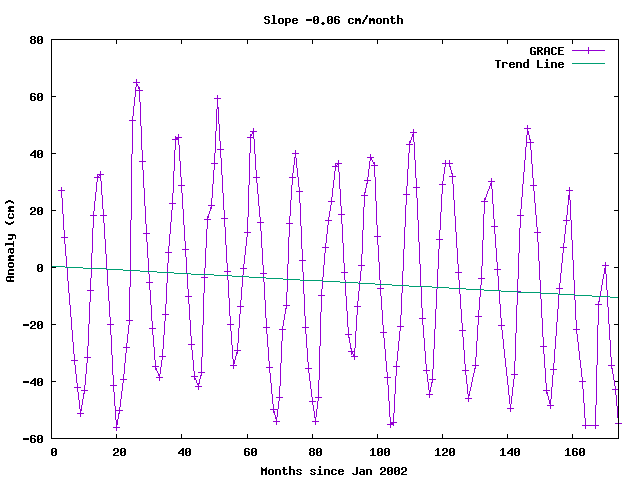 Slope -0.06 cm/month
80
60
40
20
0
-20
-40
-60
Anomaly (cm)
GRACE
Trend Line
0 20 40 60 80 100 120 140 160
Months since Jan 2002